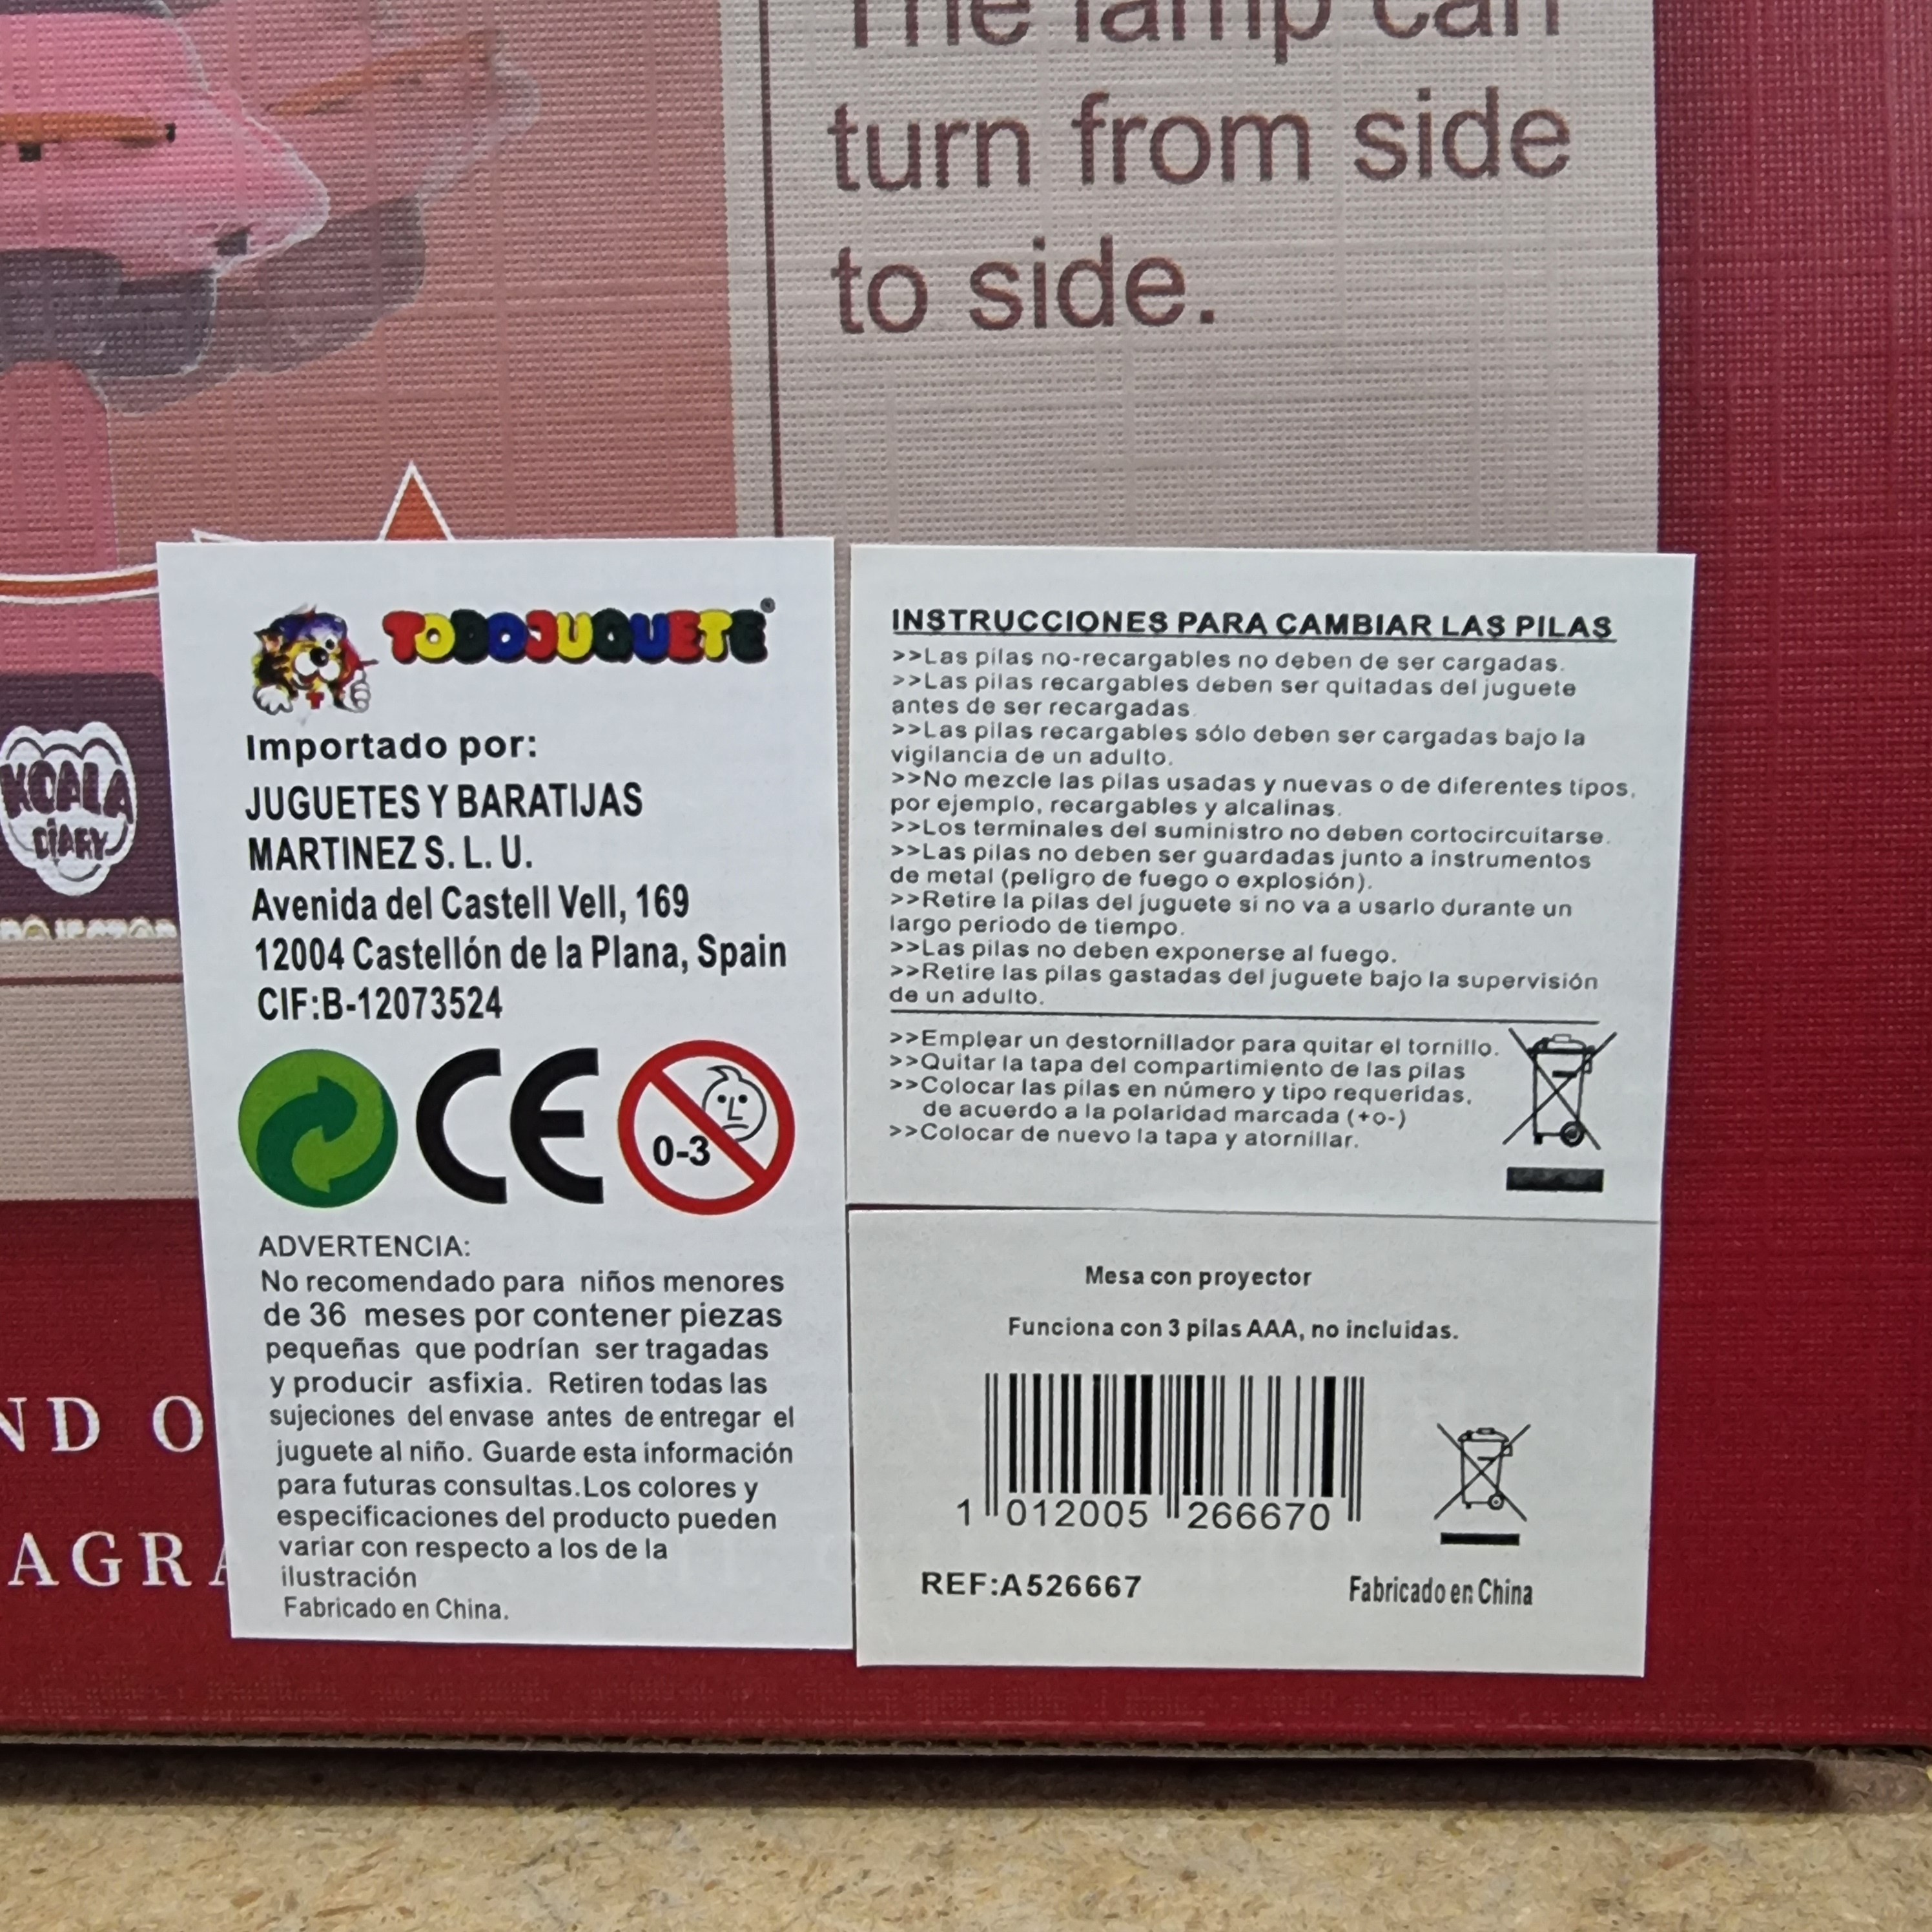 The lamp can
turn from side
to side.
KOALA
DIARY
ND O
AGRA
TODOJUGUETE®
Importado por:
JUGUETES Y BARATIJAS
MARTINEZ S. L. U.
Avenida del Castell Vell, 169
12004 Castellón de la Plana, Spain
CIF:B-12073524
CE
0-3
ADVERTENCIA:
No recomendado para niños menores
de 36 meses por contener piezas
pequeñas que podrían ser tragadas
y producir asfixia. Retiren todas las
sujeciones del envase antes de entregar el
juguete al niño. Guarde esta información
para futuras consultas.Los colores y
especificaciones del producto pueden
variar con respecto a los de la
ilustración
Fabricado en China.
INSTRUCCIONES PARA CAMBIAR LAS PILAS
>>Las pilas no-recargables no deben de ser cargadas.
>>Las pilas recargables deben ser quitadas del juguete
antes de ser recargadas.
>>Las pilas recargables sólo deben ser cargadas bajo la
vigilancia de un adulto.
>>No mezcle las pilas usadas y nuevas o de diferentes tipos,
por ejemplo, recargables y alcalinas.
>>Los terminales del suministro no deben cortocircuitarse.
>>Las pilas no deben ser guardadas junto a instrumentos
de metal (peligro de fuego o explosión).
>>Retire la pilas del juguete si no va a usarlo durante un
largo periodo de tiempo.
>>Las pilas no deben exponerse al fuego.
>>Retire las pilas gastadas del juguete bajo la supervisión
de un adulto.
>>Emplear un destornillador para quitar el tornillo.
>>Quitar la tapa del compartimiento de las pilas
>>Colocar las pilas en número y tipo requeridas,
de acuerdo a la polaridad marcada (+o-)
>>Colocar de nuevo la tapa y atornillar.
Mesa con proyector
Funciona con 3 pilas AAA, no incluidas.
1 012005 266670
REF:A526667
Fabricado en China